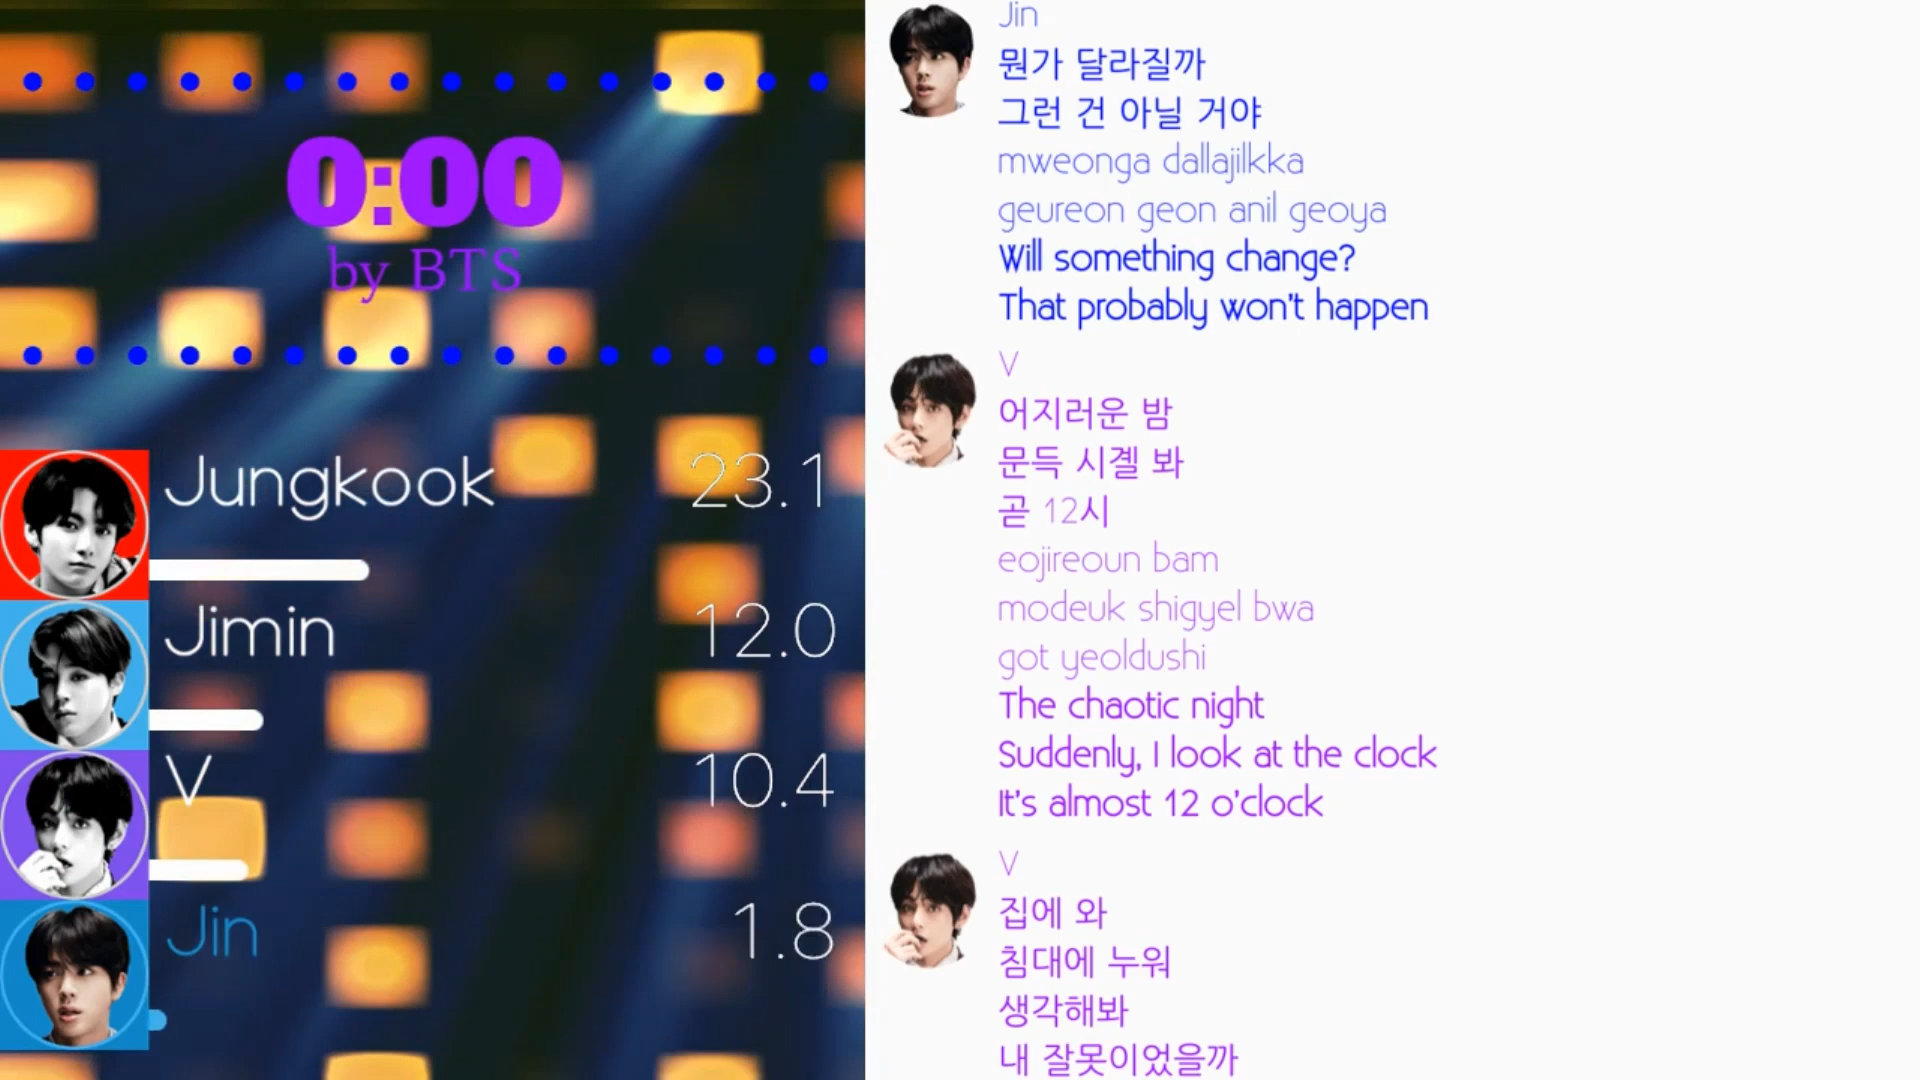 0:00
by BTS
Jungkook 23.1
Jimin 12.0
V 10.4
Jin 1.8
Jin
뭔가 달라질까
그런 건 아닐 거야
mweonga dallajilkka
geureon geon anil geoya
Will something change?
That probably won't happen
V
어지러운 밤
문득 시곌 봐
곧 12시
eojireoun bam
modeuk shigyel bwa
got yeoldushi
The chaotic night
Suddenly, I look at the clock
It's almost 12 o'clock
V
집에 와
침대에 누워
생각해봐
내 잘못이었을까